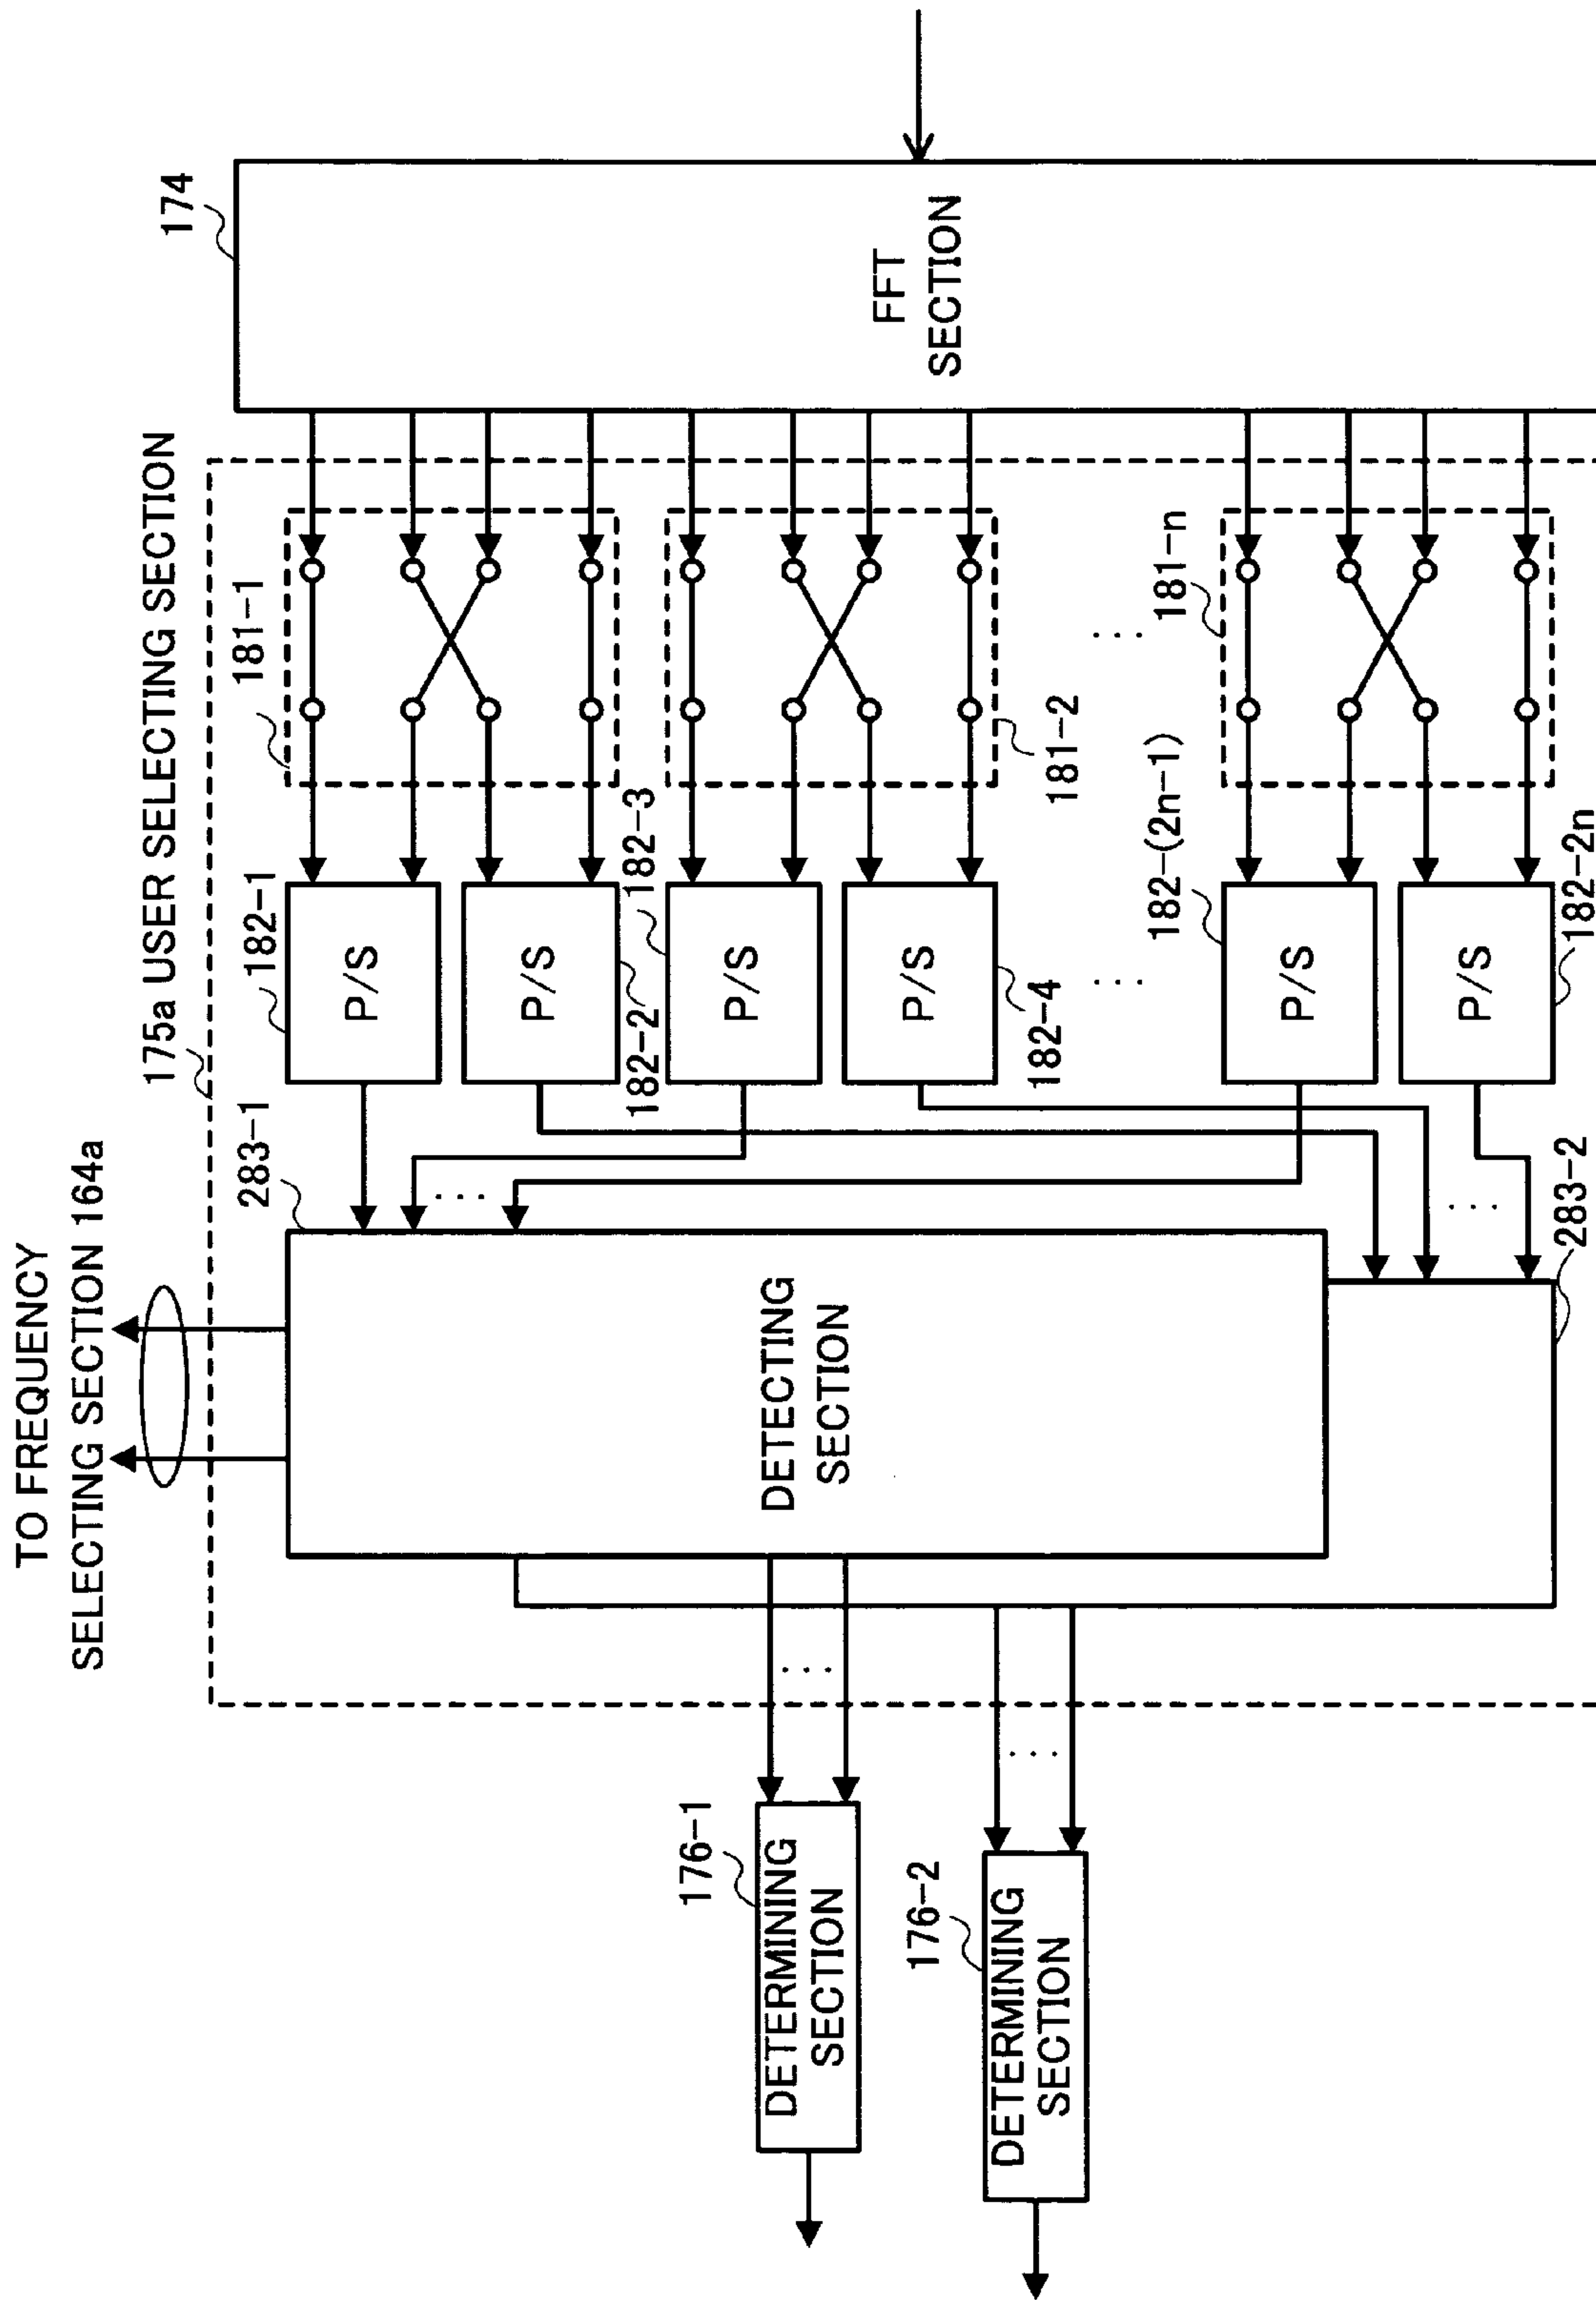 TO FREQUENCY
SELECTING SECTION 164a
175a USER SELECTING SECTION
174
FFT
SECTION
181-1
181-2
181-n
182-1
P/S
182-2
P/S
182-3
P/S
182-4
P/S
182-(2n-1)
P/S
182-2n
P/S
...
...
283-1
DETECTING
SECTION
283-2
...
...
...
...
176-1
DETERMINING
SECTION
176-2
DETERMINING
SECTION